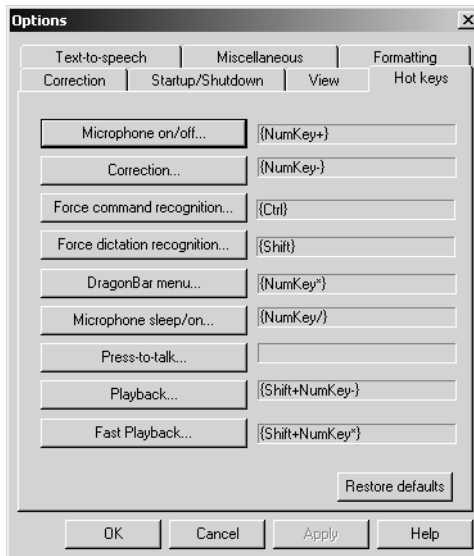 Options
Text-to-speech Miscellaneous Formatting
Correction Startup/Shutdown View Hot keys
Microphone on/off... {NumKey+}
Correction... {NumKey-}
Force command recognition... {Ctrl}
Force dictation recognition... {Shift}
DragonBar menu... {NumKey*}
Microphone sleep/on... {NumKey/}
Press-to-talk...
Playback... {Shift+NumKey-}
Fast Playback... {Shift+NumKey*}
Restore defaults
OK Cancel Apply Help